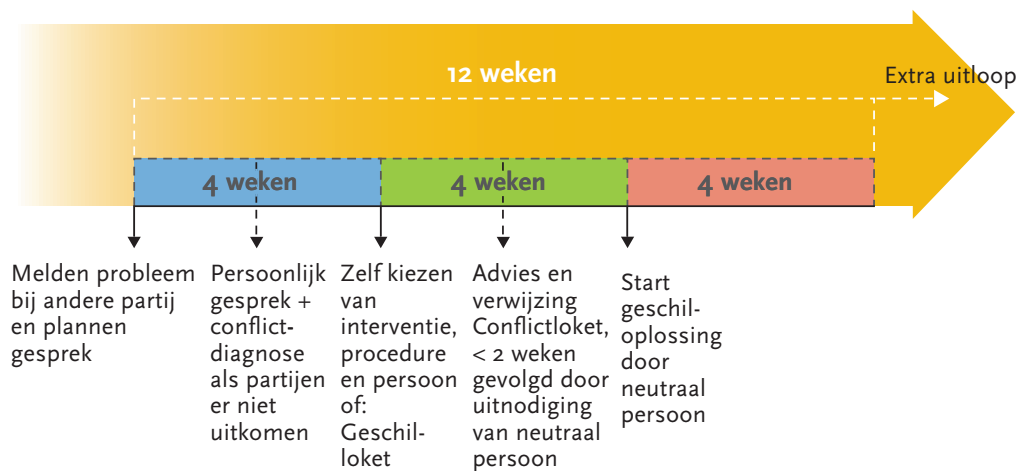 12 weken
Extra uitloop
4 weken
4 weken
4 weken
Melden probleem
bij andere partij
en plannen
gesprek
Persoonlijk
gesprek +
conflict-
diagnose
als partijen
er niet
uitkomen
Zelf kiezen
van
interventie,
procedure
en persoon
of:
Geschil-
loket
Advies en
verwijzing
Conflictloket,
< 2 weken
gevolgd door
uitnodiging
van neutraal
persoon
Start
geschil-
oplossing
door
neutraal
persoon